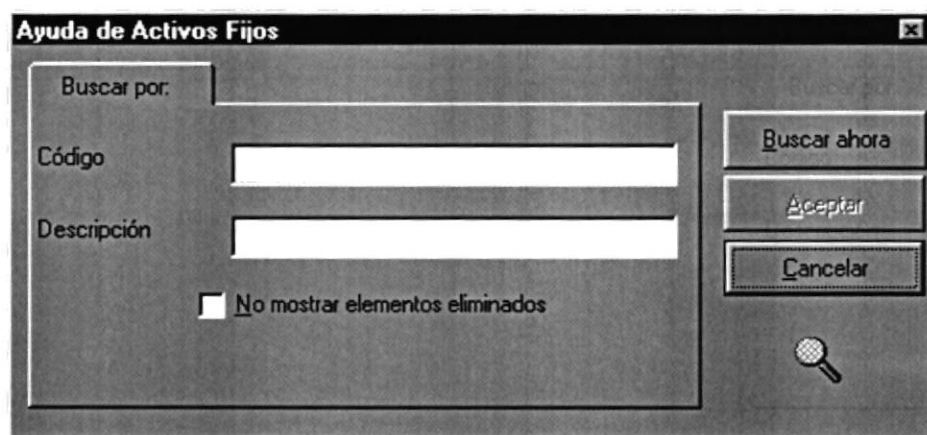 Ayuda de Activos Fijos
Buscar por:
Código
Descripción
No mostrar elementos eliminados
Buscar ahora
Aceptar
Cancelar